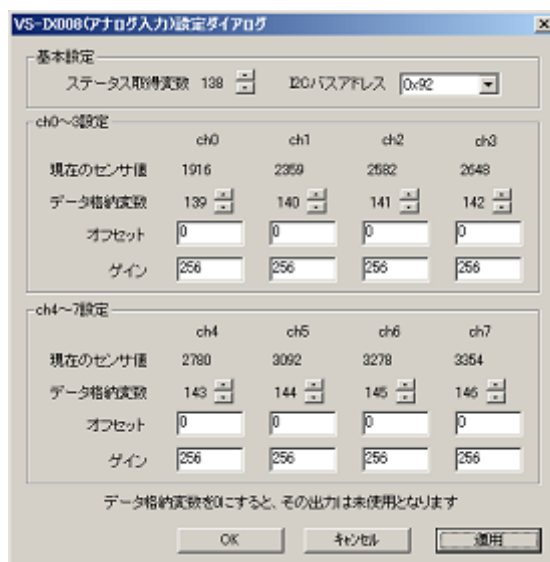 VS-IX008(アナログ入力)設定ダイアログ
基本設定
ステータス取得変数 138 I2Cバスアドレス 0x92
ch0～3設定
ch0 ch1 ch2 ch3
現在のセンサ値 1916 2359 2582 2648
データ格納変数 139 140 141 142
オフセット 0 0 0 0
ゲイン 256 256 256 256
ch4～7設定
ch4 ch5 ch6 ch7
現在のセンサ値 2780 3092 3278 3354
データ格納変数 143 144 145 146
オフセット 0 0 0 0
ゲイン 256 256 256 256
データ格納変数を0にすると、その出力は未使用となります
OK キャンセル 適用